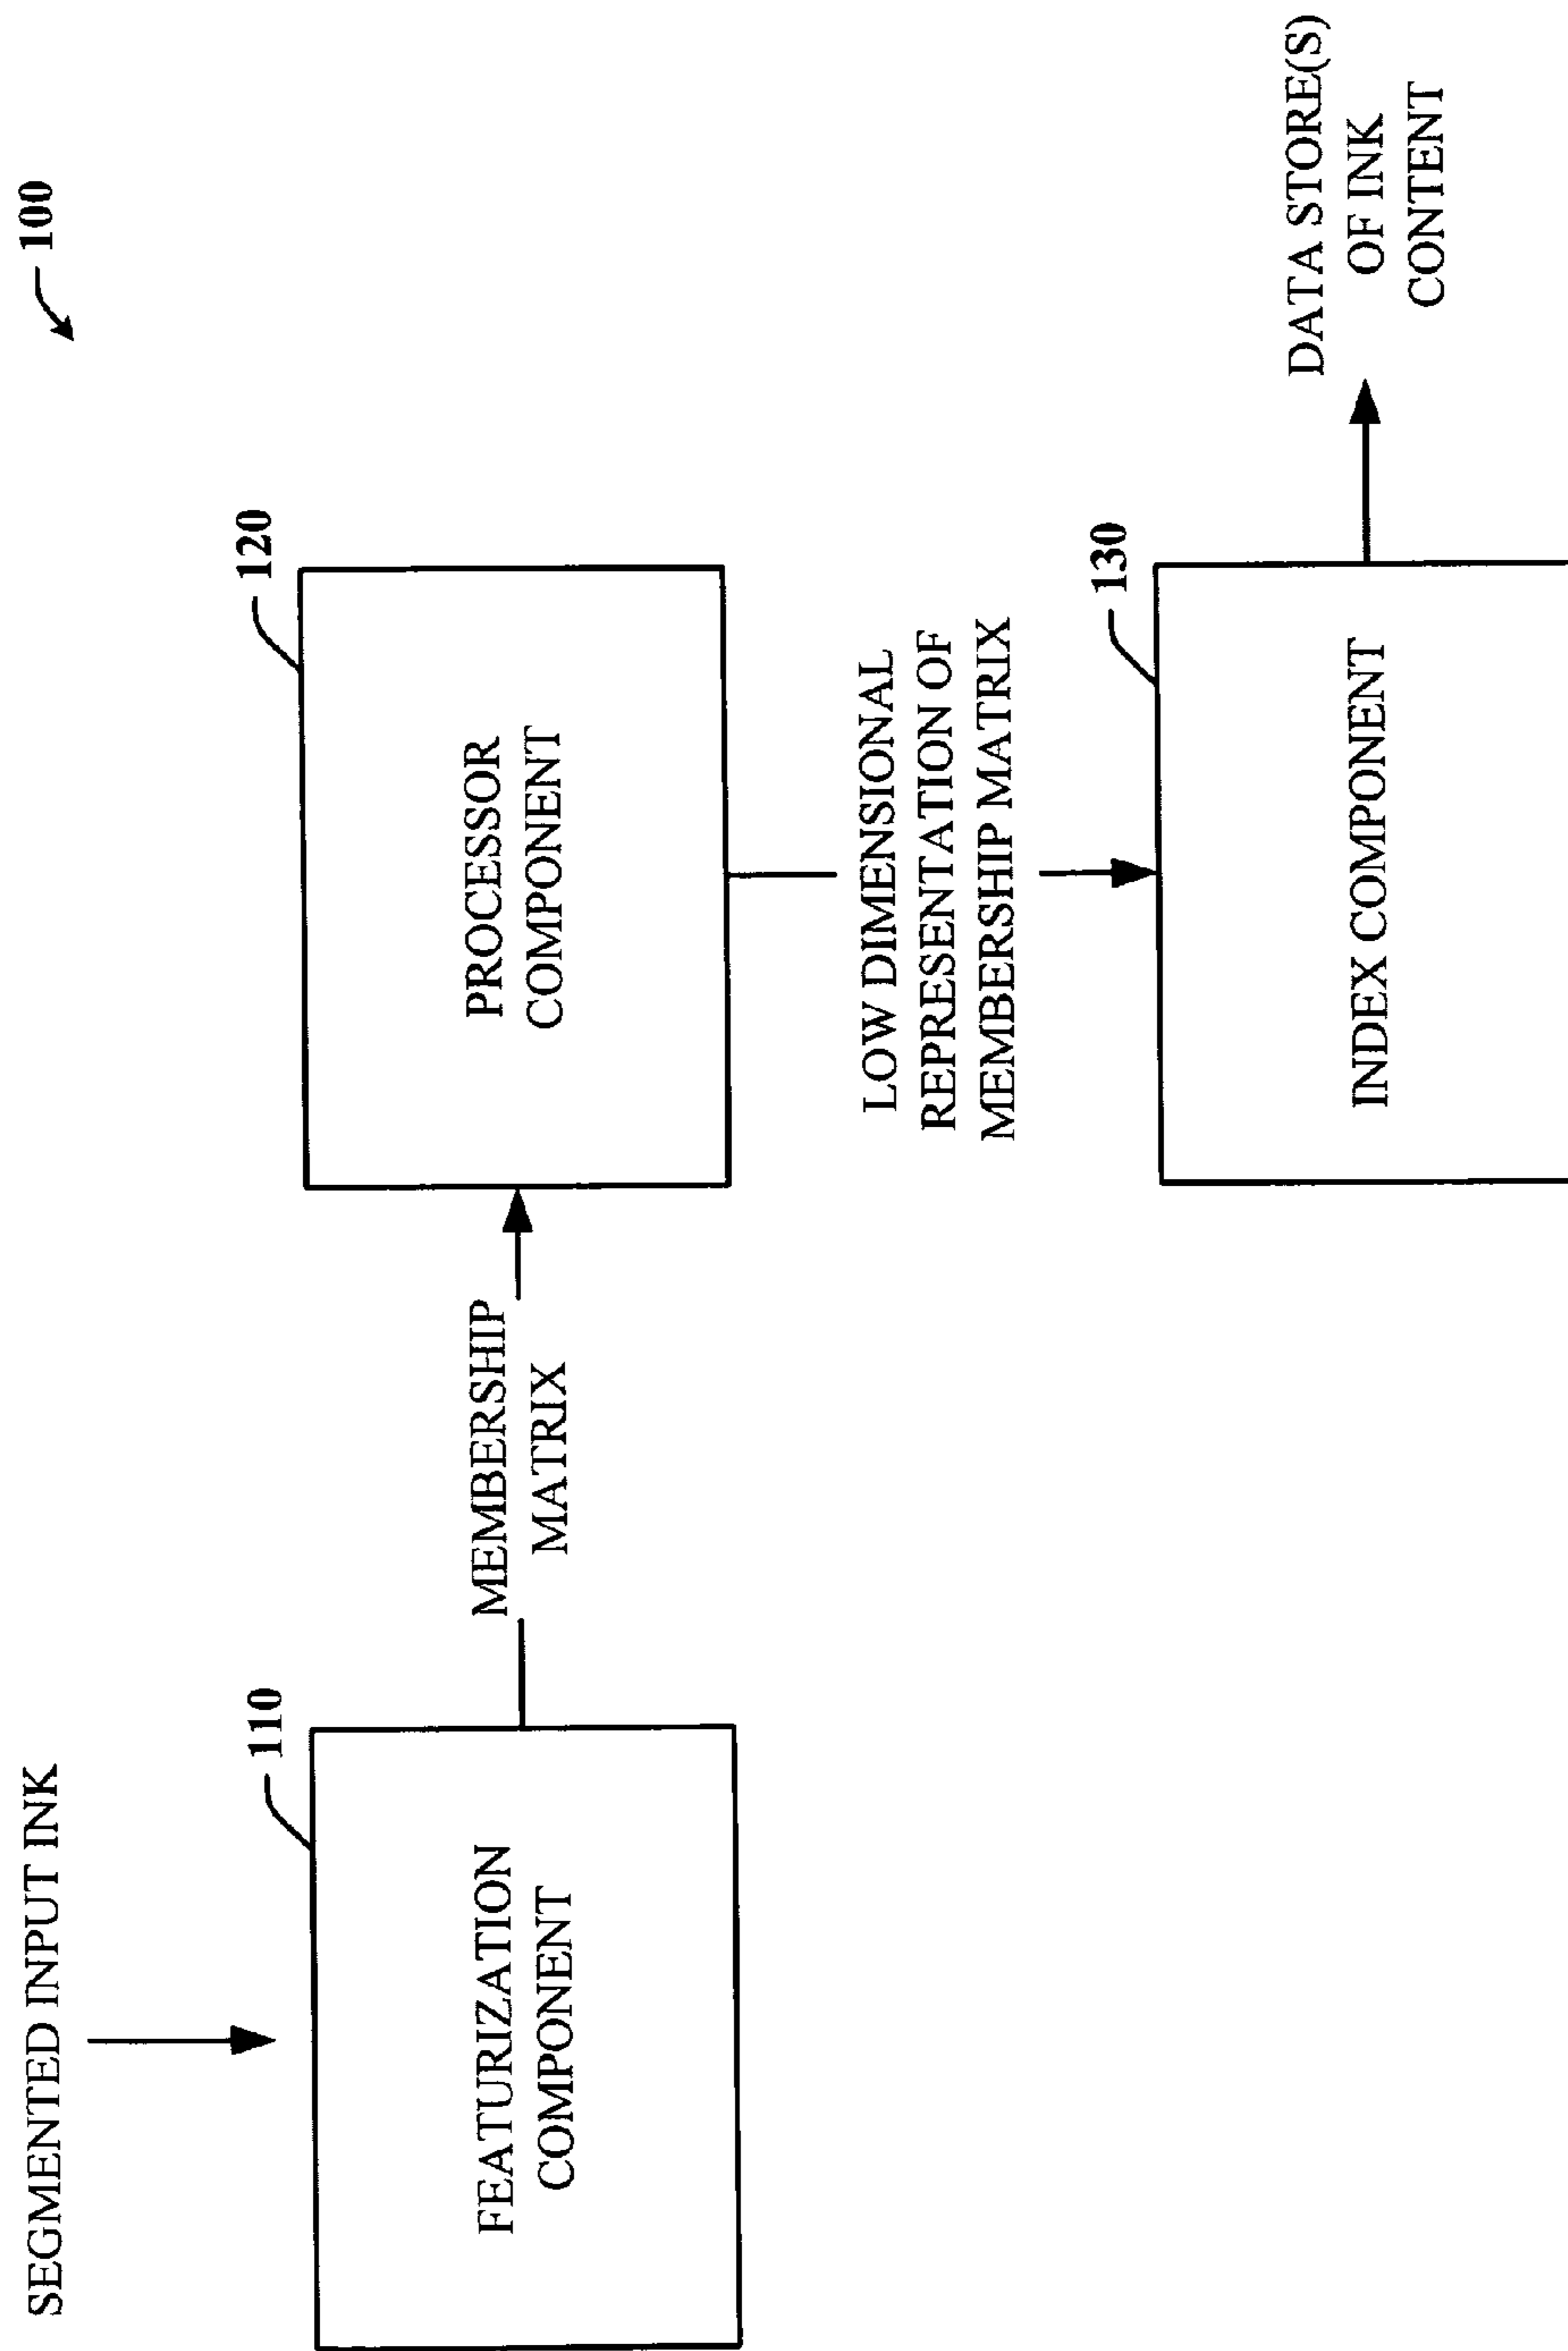 100
SEGMENTED INPUT INK
110
FEATURIZATION
COMPONENT
MEMBERSHIP
MATRIX
120
PROCESSOR
COMPONENT
LOW DIMENSIONAL
REPRESENTATION OF
MEMBERSHIP MATRIX
130
INDEX COMPONENT
DATA STORE(S)
OF INK
CONTENT